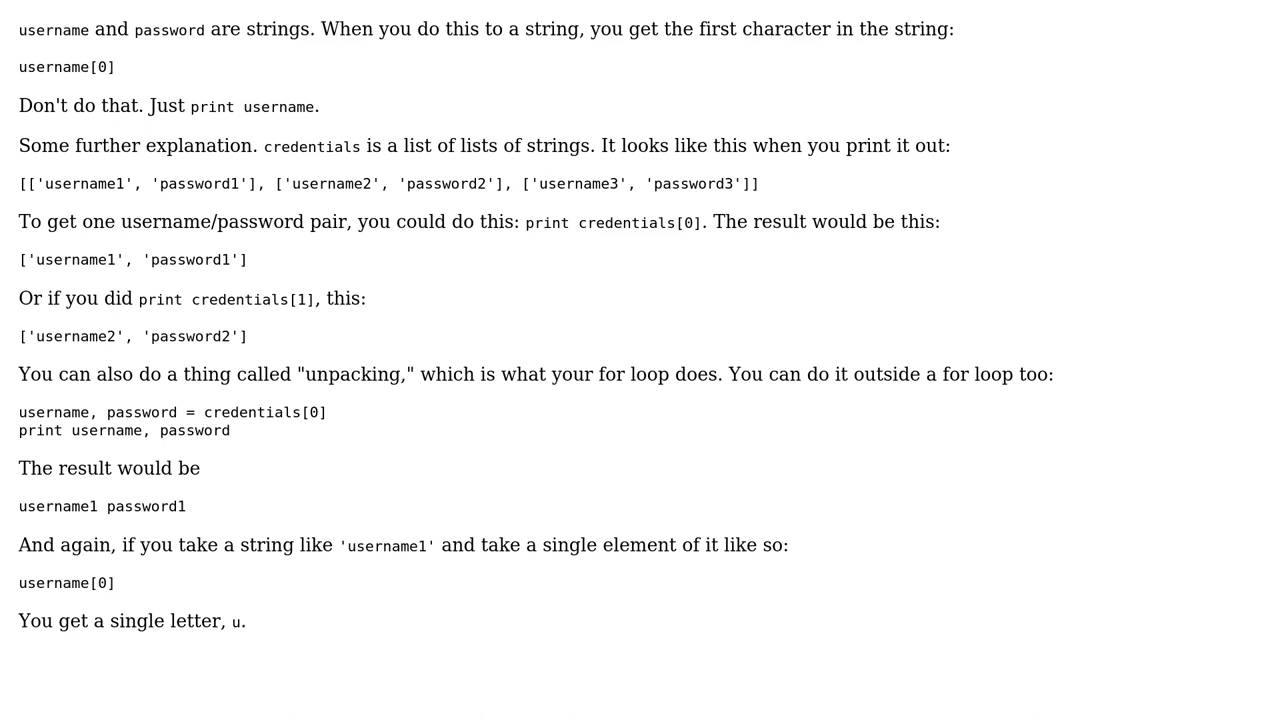 username and password are strings. When you do this to a string, you get the first character in the string:
username[0]
Don't do that. Just print username.
Some further explanation. credentials is a list of lists of strings. It looks like this when you print it out:
[['username1', 'password1'], ['username2', 'password2'], ['username3', 'password3']]
To get one username/password pair, you could do this: print credentials[0]. The result would be this:
['username1', 'password1']
Or if you did print credentials[1], this:
['username2', 'password2']
You can also do a thing called "unpacking," which is what your for loop does. You can do it outside a for loop too:
username, password = credentials[0]
print username, password
The result would be
username1 password1
And again, if you take a string like 'username1' and take a single element of it like so:
username[0]
You get a single letter, u.